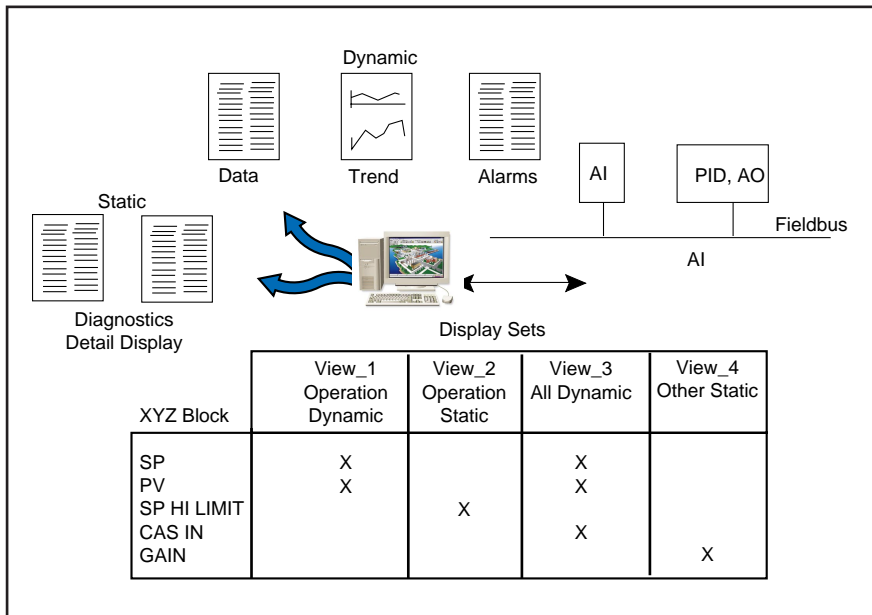 Dynamic
Data
Trend
Alarms
AI
PID, AO
Static
Fieldbus
AI
Diagnostics
Detail Display
Display Sets
XYZ Block
View_1
Operation
Dynamic
View_2
Operation
Static
View_3
All Dynamic
View_4
Other Static
SP X X
PV X X
SP HI LIMIT X
CAS IN X
GAIN X